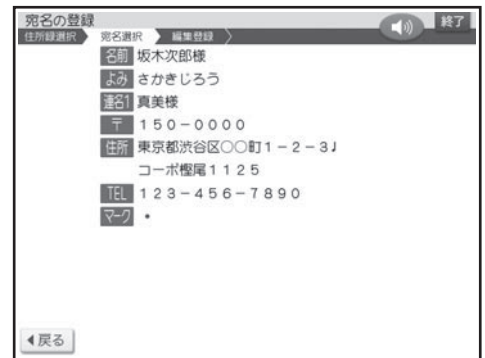 宛名の登録
終了
住所録選択 宛名選択 編集登録
名前 坂木次郎様
よみ さかきじろう
連名1 真美様
〒 150-0000
住所 東京都渋谷区○○町1-2-3┛
コーポ樫尾1125
TEL 123-456-7890
マーク •
戻る